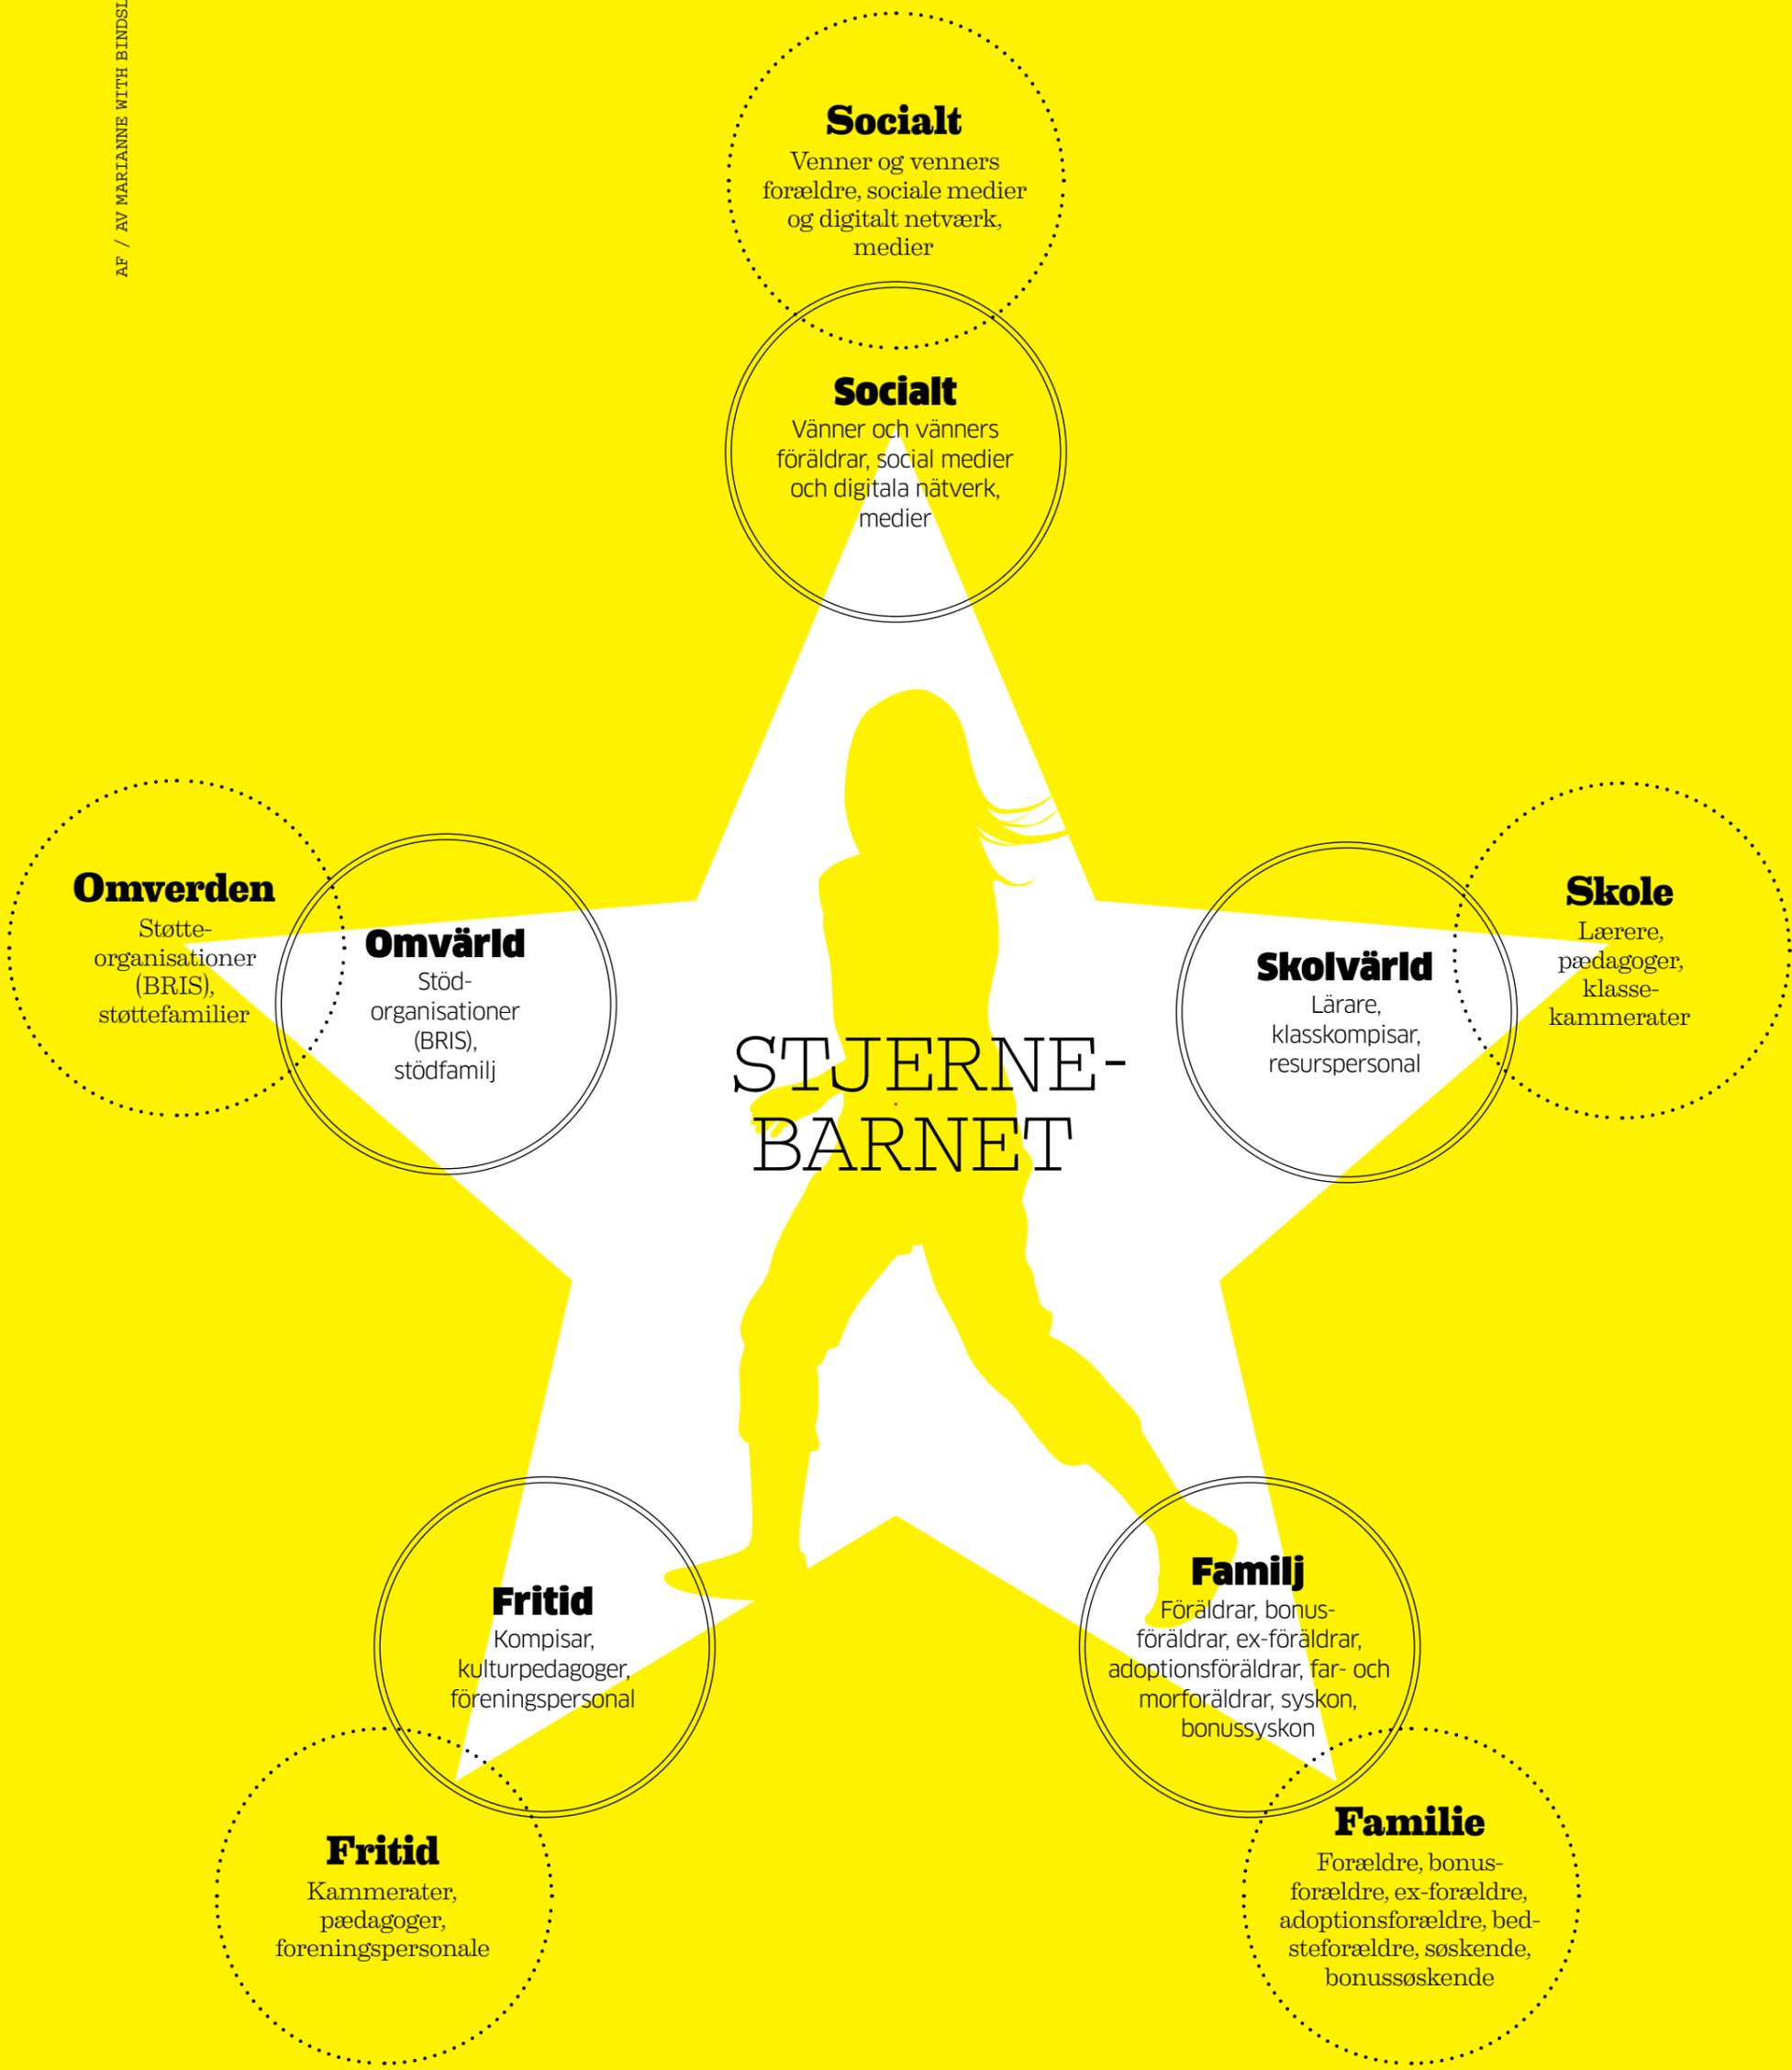 AF / AV MARIANNE WITH
Socialt
Venner og venners
forældre, sociale medier
og digitalt netværk,
medier
Socialt
Vänner och vänners
föräldrar, social medier
och digitala nätverk,
medier
Omverden
Støtte-
organisationer
(BRIS),
støttefamilier
Omvärld
Stöd-
organisationer
(BRIS),
stödfamilj
Skolvärld
Lärare,
klasskompisar,
resurspersonal
Skole
Lærere,
pædagoger,
klasse-
kammerater
STJERNE-
BARNET
Fritid
Kompisar,
kulturpedagoger,
föreningspersonal
Familj
Föräldrar, bonus-
föräldrar, ex-föräldrar,
adoptionsföräldrar, far- och
morföräldrar, syskon,
bonussyskon
Fritid
Kammerater,
pædagoger,
foreningspersonale
Familie
Forældre, bonus-
forældre, ex-forældre,
adoptionsforældre, bed-
steforældre, søskende,
bonussøskende